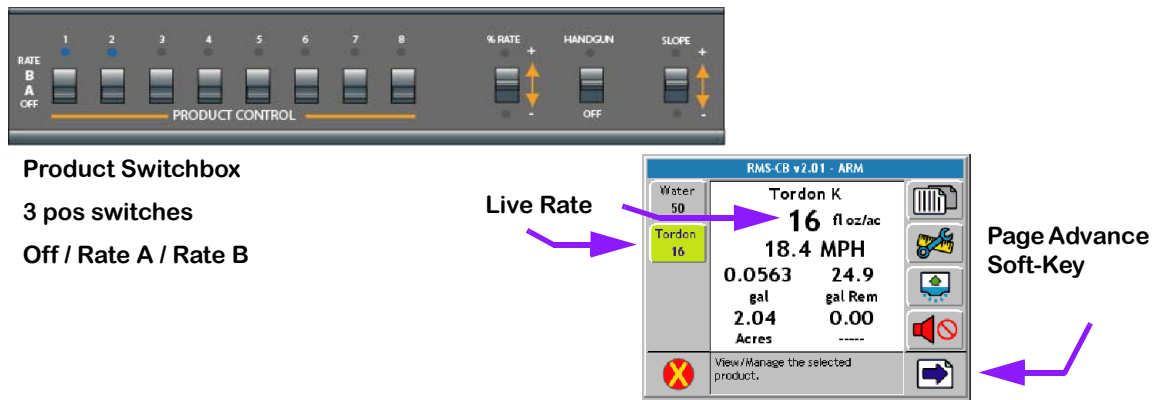 1 2 3 4 5 6 7 8 % RATE HANDGUN SLOPE
+ +
RATE
B
A
OFF
- OFF -
PRODUCT CONTROL
Product Switchbox
3 pos switches
Off / Rate A / Rate B
Live Rate
RMS-CB v2.01 - ARM
Water
50
Tordon
16
Tordon K
16 fl oz/ac
18.4 MPH
0.0563 24.9
gal gal Rem
2.04 0.00
Acres -----
View/Manage the selected
product.
X
Page Advance
Soft-Key